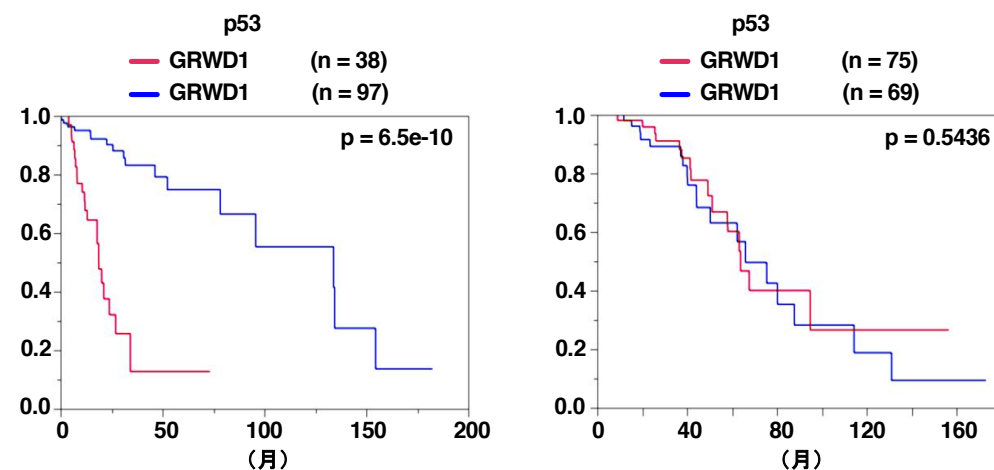 p53
GRWD1 (n = 38)
GRWD1 (n = 97)
p = 6.5e-10
1.0
0.8
0.6
0.4
0.2
0.0
0 50 100 150 200
(月)
p53
GRWD1 (n = 75)
GRWD1 (n = 69)
p = 0.5436
1.0
0.8
0.6
0.4
0.2
0.0
0 40 80 120 160
(月)